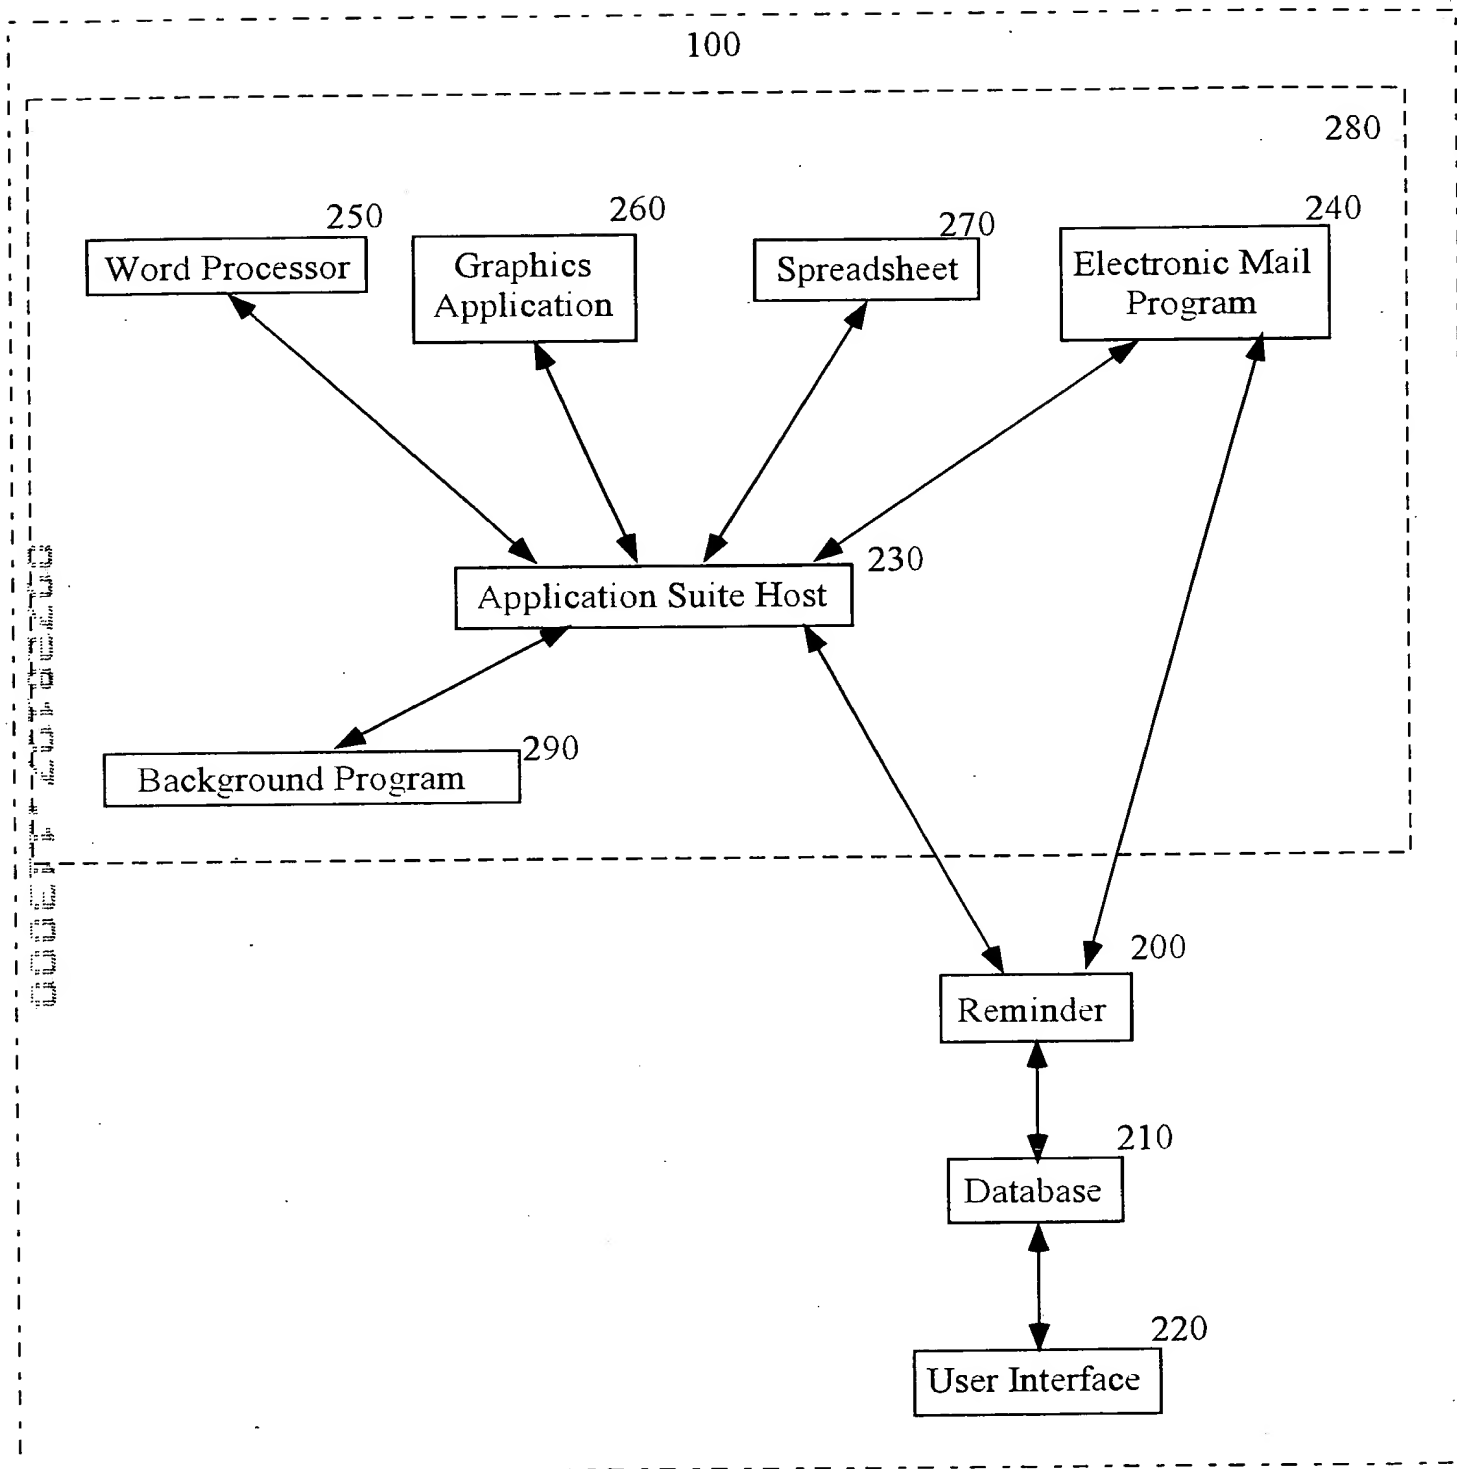 100
280
250
260
270
240
Word Processor
Graphics
Application
Spreadsheet
Electronic Mail
Program
230
Application Suite Host
290
Background Program
200
Reminder
210
Database
220
User Interface